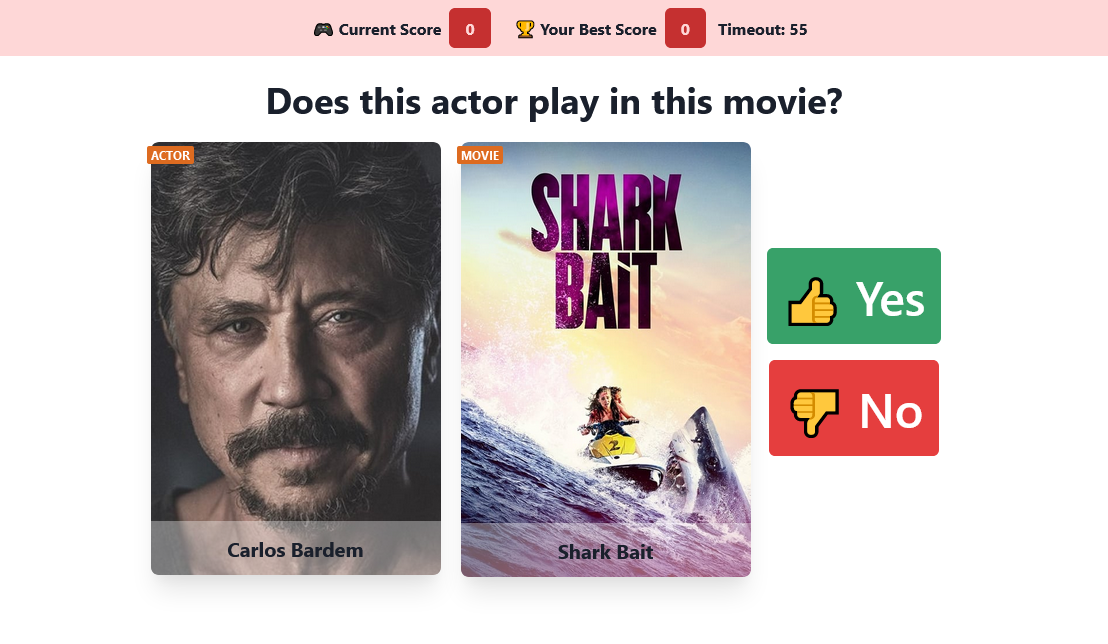 🎮 Current Score 0 🏆 Your Best Score 0 Timeout: 55
Does this actor play in this movie?
ACTOR
Carlos Bardem
MOVIE
SHARK
BAiT
2
Shark Bait
👍 Yes
👎 No